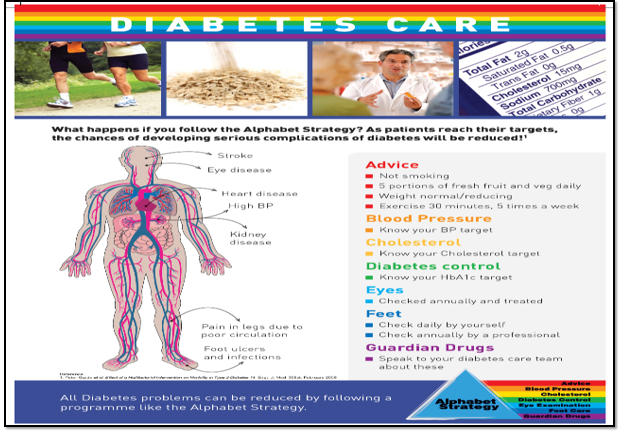 DIABETES CARE
Calories
Total Fat 2g
Saturated Fat 0.5g
Trans Fat 0g
Cholesterol 15mg
Sodium 700mg
Total Carbohydrate
Dietary Fiber 1g
0g
What happens if you follow the Alphabet Strategy? As patients reach their targets,
the chances of developing serious complications of diabetes will be reduced!¹
Stroke
Eye disease
Heart disease
High BP
Kidney
disease
Pain in legs due to
poor circulation
Foot ulcers
and infections
Advice
Not smoking
5 portions of fresh fruit and veg daily
Weight normal/reducing
Exercise 30 minutes, 5 times a week
Blood Pressure
Know your BP target
Cholesterol
Know your Cholesterol target
Diabetes control
Know your HbA1c target
Eyes
Checked annually and treated
Feet
Check daily by yourself
Check annually by a professional
Guardian Drugs
Speak to your diabetes care team
about these
All Diabetes problems can be reduced by following a
programme like the Alphabet Strategy.
Alphabet
Strategy
Advice
Blood Pressure
Cholesterol
Diabetes Control
Eye Examination
Foot Care
Guardian Drugs